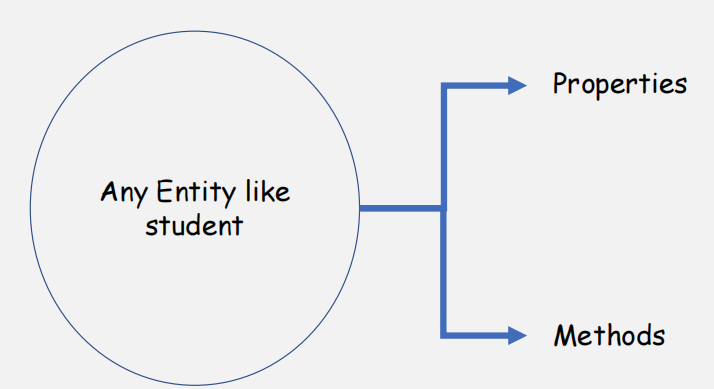 Any Entity like
student
Properties
Methods